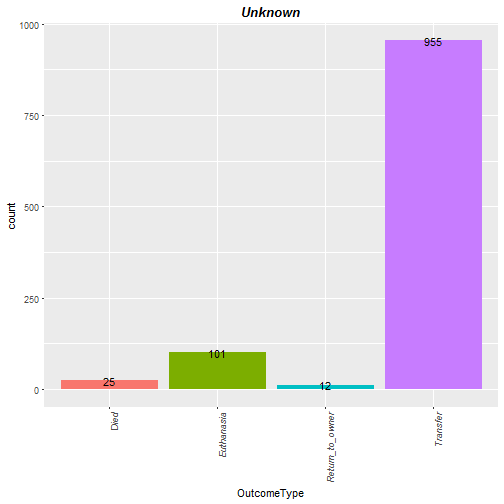 Unknown
1000
750
500
250
0
count
25
101
12
955
Died
Euthanasia
Return_to_owner
Transfer
OutcomeType